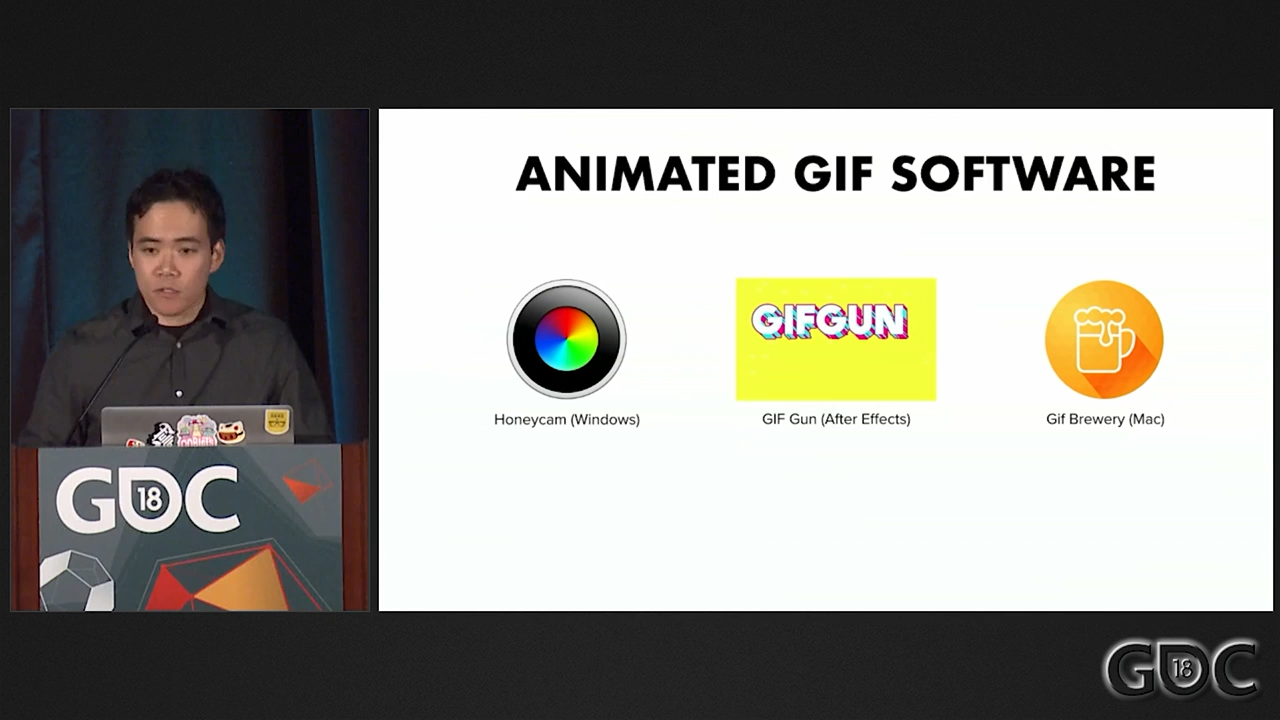 ANIMATED GIF SOFTWARE
GIFGUN
Honeycam (Windows)
GIF Gun (After Effects)
Gif Brewery (Mac)
GDC
18
GDC
18